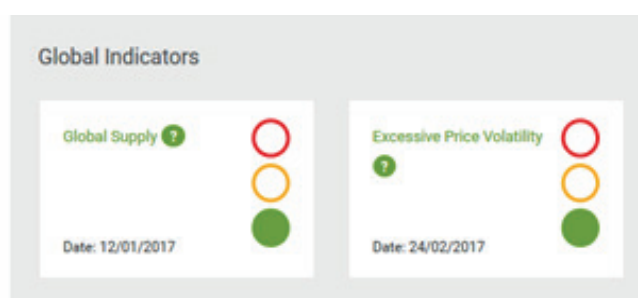 Global Indicators
Global Supply ?
Date: 12/01/2017
Excessive Price Volatility
?
Date: 24/02/2017